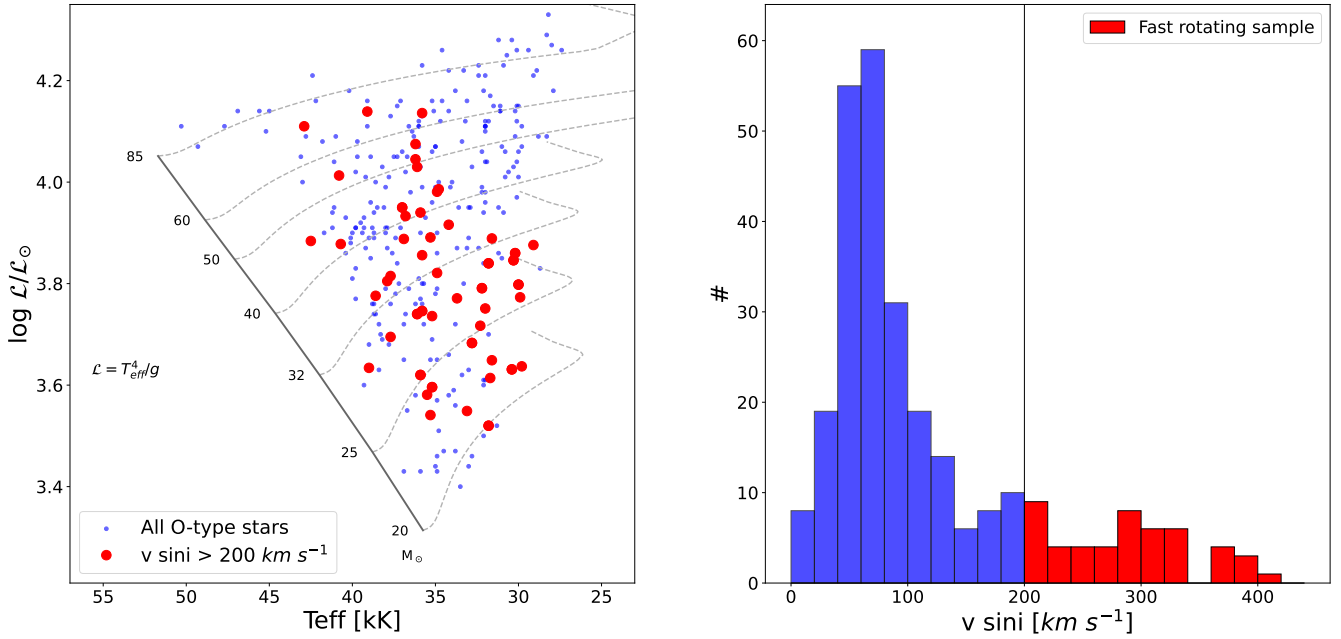 log ℒ/ℒ⊙
4.2
4.0
3.8
3.6
3.4
85
60
50
40
32
25
20
M⊙
ℒ = T⁴eff/g
All O-type stars
v sini > 200 km s⁻¹
55 50 45 40 35 30 25
Teff [kK]
#
60
50
40
30
20
10
0
Fast rotating sample
0 100 200 300 400
v sini [km s⁻¹]